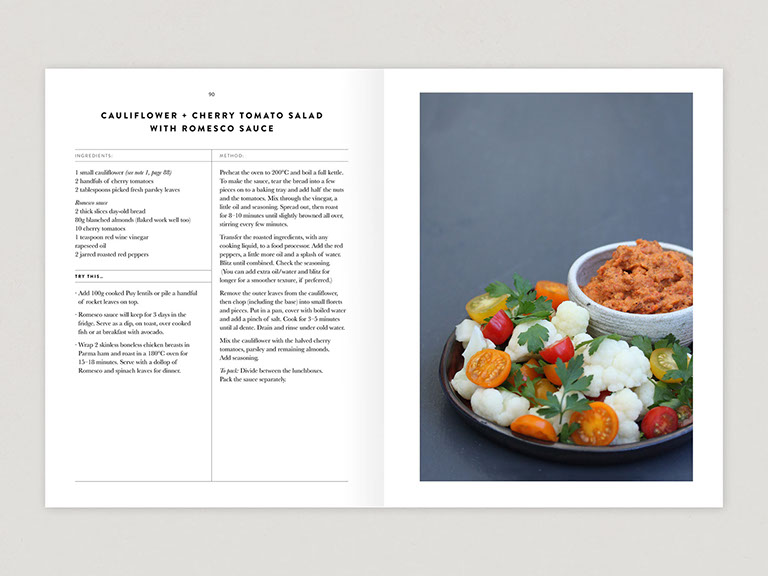 90
CAULIFLOWER + CHERRY TOMATO SALAD
WITH ROMESCO SAUCE
INGREDIENTS:
1 small cauliflower (see note 1, page 88)
2 handfuls of cherry tomatoes
2 tablespoons picked fresh parsley leaves
Romesco sauce
2 thick slices day-old bread
80g blanched almonds (flaked work well too)
10 cherry tomatoes
1 teaspoon red wine vinegar
rapeseed oil
2 jarred roasted red peppers
TRY THIS..
· Add 100g cooked Puy lentils or pile a handful
of rocket leaves on top.
· Romesco sauce will keep for 3 days in the
fridge. Serve as a dip, on toast, over cooked
fish or at breakfast with avocado.
· Wrap 2 skinless boneless chicken breasts in
Parma ham and roast in a 180°C oven for
15–18 minutes. Serve with a dollop of
Romesco and spinach leaves for dinner.
METHOD:
Preheat the oven to 200°C and boil a full kettle.
To make the sauce, tear the bread into a few
pieces on to a baking tray and add half the nuts
and the tomatoes. Mix through the vinegar, a
little oil and seasoning. Spread out, then roast
for 8–10 minutes until slightly browned all over,
stirring every few minutes.
Transfer the roasted ingredients, with any
cooking liquid, to a food processor. Add the red
peppers, a little more oil and a splash of water.
Blitz until combined. Check the seasoning.
(You can add extra oil/water and blitz for
longer for a smoother texture, if preferred.)
Remove the outer leaves from the cauliflower,
then chop (including the base) into small florets
and pieces. Put in a pan, cover with boiled water
and add a pinch of salt. Cook for 3–5 minutes
until al dente. Drain and rinse under cold water.
Mix the cauliflower with the halved cherry
tomatoes, parsley and remaining almonds.
Add seasoning.
To pack: Divide between the lunchboxes.
Pack the sauce separately.